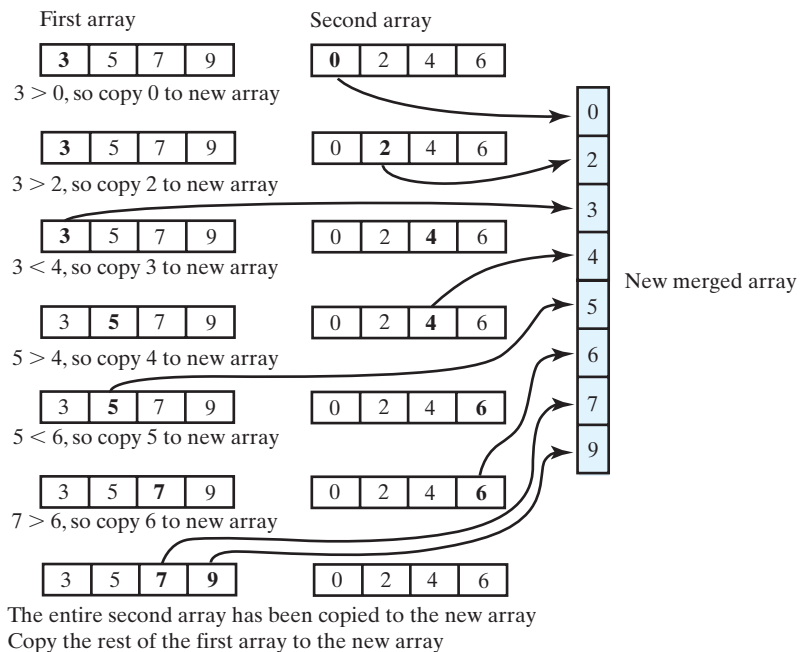 First array Second array
3 5 7 9 0 2 4 6
3 > 0, so copy 0 to new array
0
3 5 7 9 0 2 4 6
2
3 > 2, so copy 2 to new array
3
3 5 7 9 0 2 4 6
3 < 4, so copy 3 to new array
4
New merged array
3 5 7 9 0 2 4 6
5
5 > 4, so copy 4 to new array
6
3 5 7 9 0 2 4 6
7
5 < 6, so copy 5 to new array
9
3 5 7 9 0 2 4 6
7 > 6, so copy 6 to new array
3 5 7 9 0 2 4 6
The entire second array has been copied to the new array
Copy the rest of the first array to the new array